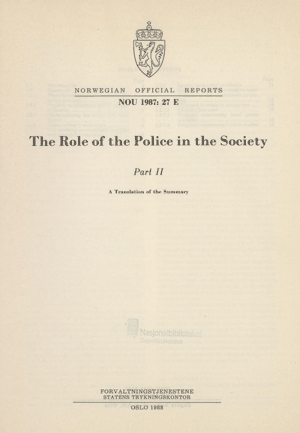 NORWEGIAN OFFICIAL REPORTS
NOU 1987: 27 E
The Role of the Police in the Society
Part II
A Translation of the Summary
Nasjonalbiblioteket
FORVALTNINGSTJENESTENE
STATENS TRYKNINGSKONTOR
OSLO 1988